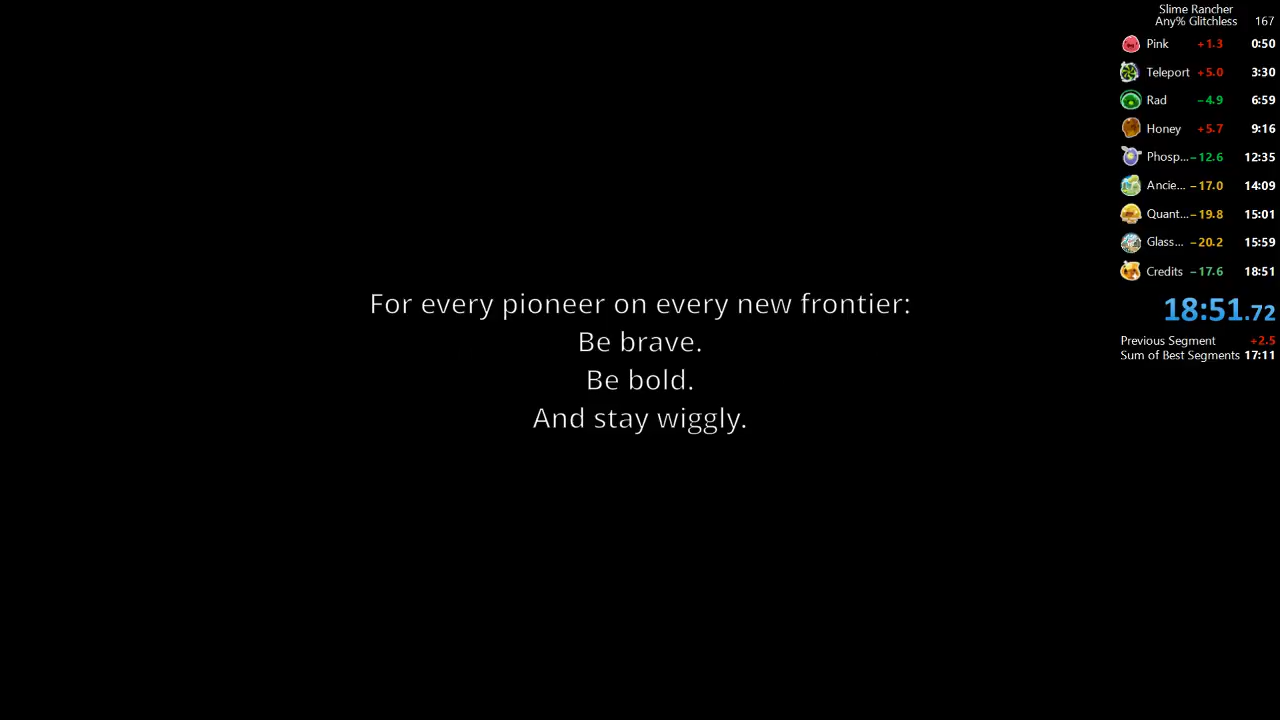 Slime Rancher
Any% Glitchless 167
Pink +1.3 0:50
Teleport +5.0 3:30
Rad −4.9 6:59
Honey +5.7 9:16
Phosp... −12.6 12:35
Ancie... −17.0 14:09
Quant... −19.8 15:01
Glass... −20.2 15:59
Credits −17.6 18:51
18:51.72
Previous Segment +2.5
Sum of Best Segments 17:11
For every pioneer on every new frontier:
Be brave.
Be bold.
And stay wiggly.